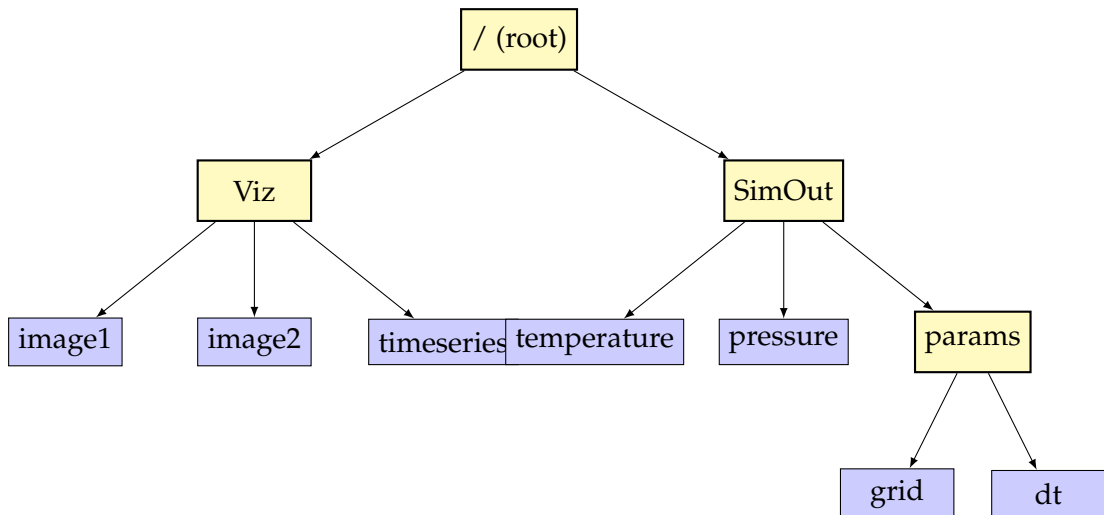 / (root)
Viz
SimOut
image1
image2
timeseries
temperature
pressure
params
grid
dt